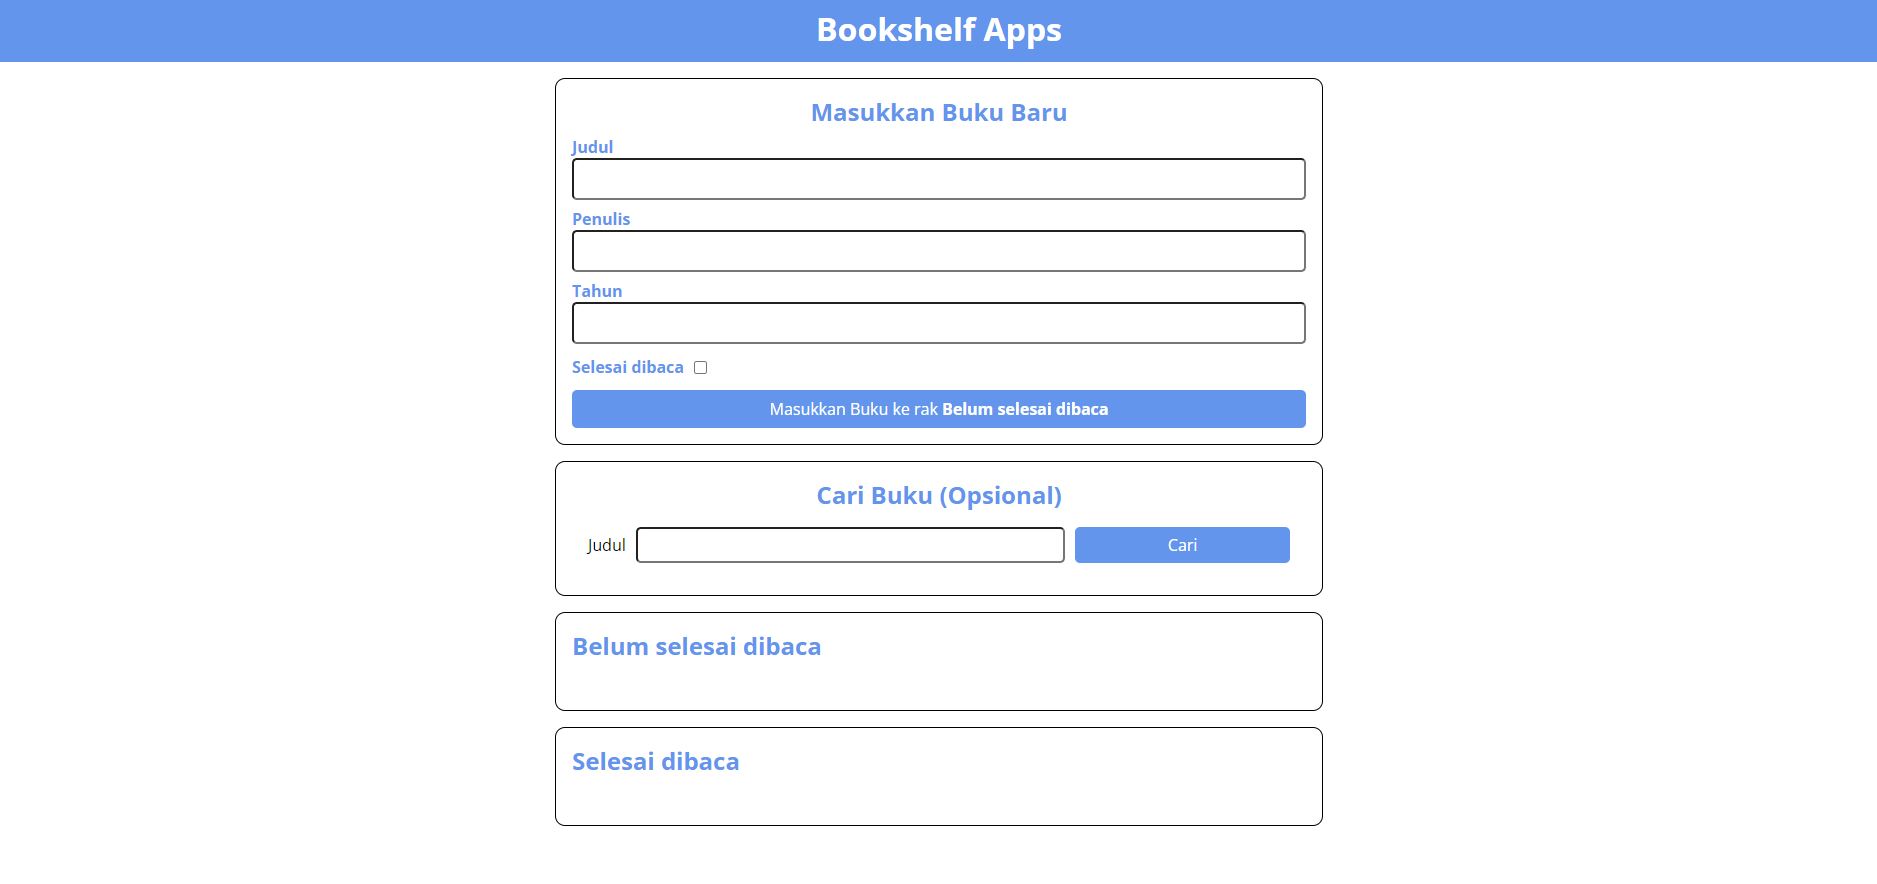 Bookshelf Apps
Masukkan Buku Baru
Judul
Penulis
Tahun
Selesai dibaca
Masukkan Buku ke rak Belum selesai dibaca
Cari Buku (Opsional)
Judul
Cari
Belum selesai dibaca
Selesai dibaca